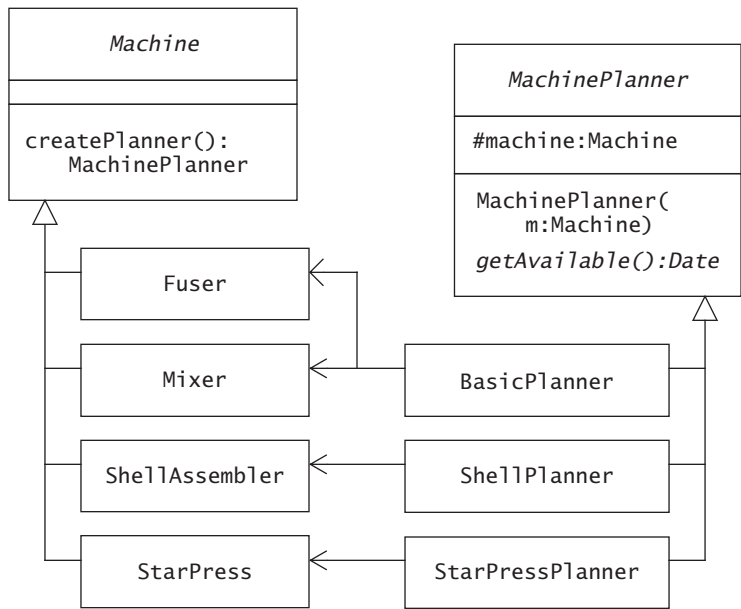 Machine
createPlanner():
MachinePlanner
MachinePlanner
#machine:Machine
MachinePlanner(
m:Machine)
getAvailable():Date
Fuser
Mixer
BasicPlanner
ShellAssembler
ShellPlanner
StarPress
StarPressPlanner